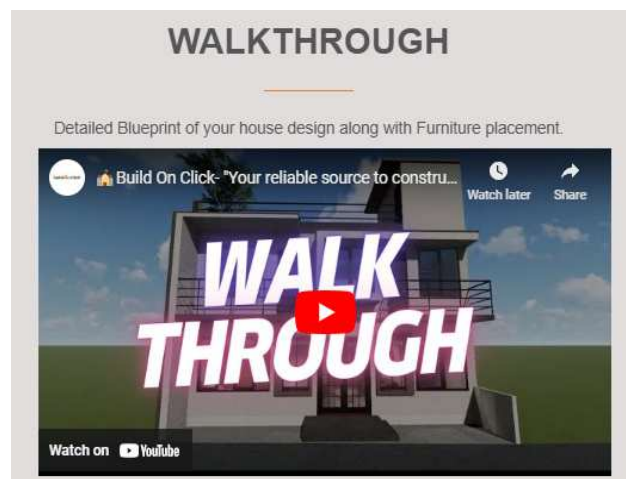 WALKTHROUGH
Detailed Blueprint of your house design along with Furniture placement.
Build On Click- "Your reliable source to constru...
Watch later
Share
WALK
THROUGH
Watch on YouTube